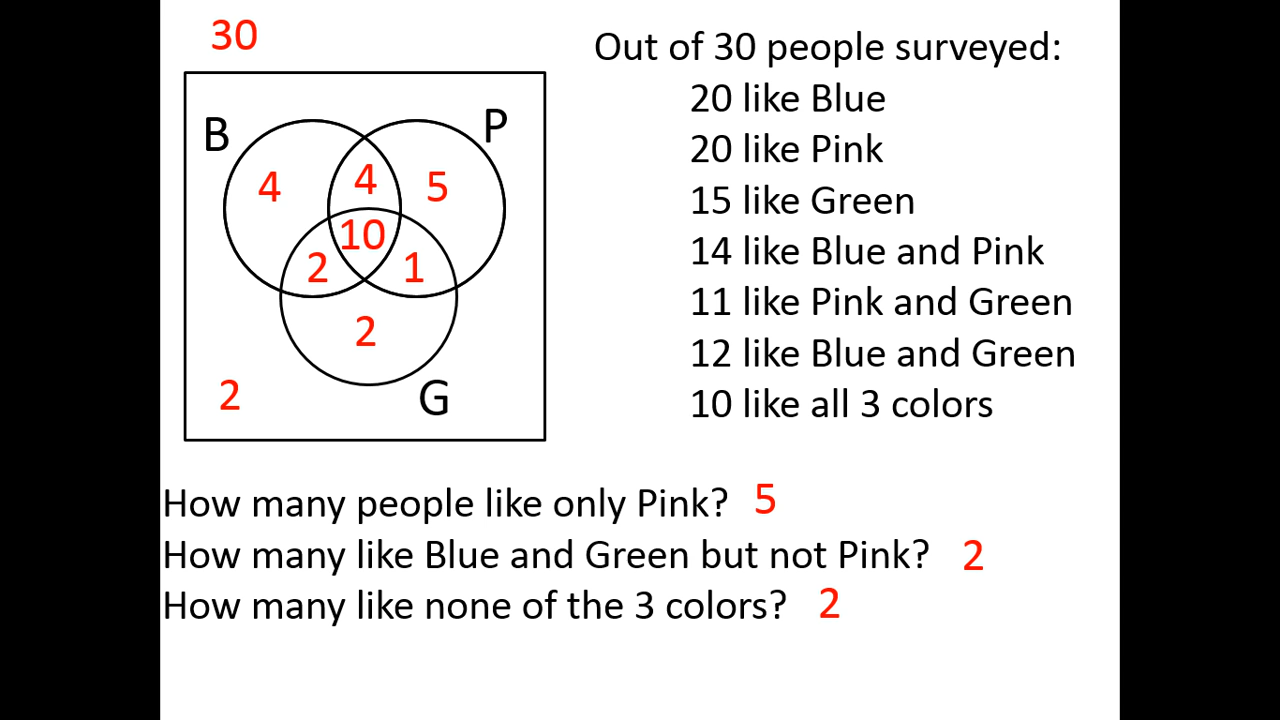 30
B
P
4
4
5
10
2
1
2
2
G
Out of 30 people surveyed:
20 like Blue
20 like Pink
15 like Green
14 like Blue and Pink
11 like Pink and Green
12 like Blue and Green
10 like all 3 colors
How many people like only Pink? 5
How many like Blue and Green but not Pink? 2
How many like none of the 3 colors? 2